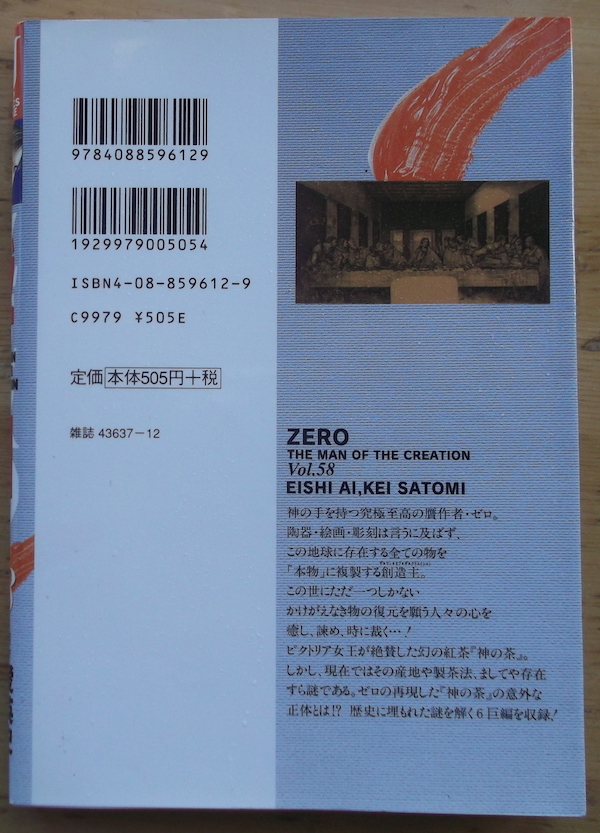 9784088596129
1929979005054
ISBN4-08-859612-9
C9979 ¥505E
定価 本体505円+税
雑誌 43637-12
ZERO
THE MAN OF THE CREATION
Vol.58
EISHI AI,KEI SATOMI
神の手を持つ究極至高の贋作者・ゼロ。
陶器・絵画・彫刻は言うに及ばず、
この地球に存在する全ての物を
「本物」に複製する創造主。
この世にただ一つしかない
かけがえなき物の復元を願う人々の心を
癒し、諫め、時に裁く…!
ビクトリア女王が絶賛した幻の紅茶『神の茶』。
しかし、現在ではその産地や製茶法、ましてや存在
すら謎である。ゼロの再現した『神の茶』の意外な
正体とは!? 歴史に埋もれた謎を解く6巨編を収録!